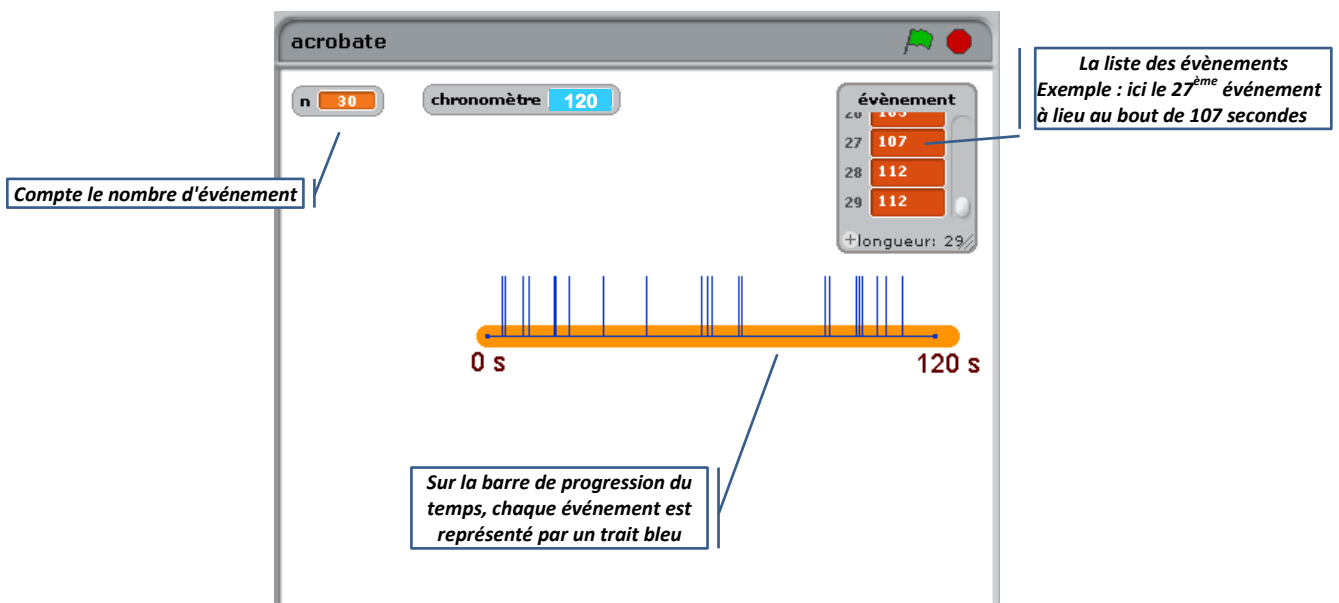 acrobate
n 30
chronomètre 120
évènement
27 107
28 112
29 112
+longueur: 29
La liste des évènements
Exemple : ici le 27ème événement
à lieu au bout de 107 secondes
Compte le nombre d'événement
0 s
120 s
Sur la barre de progression du
temps, chaque événement est
représenté par un trait bleu